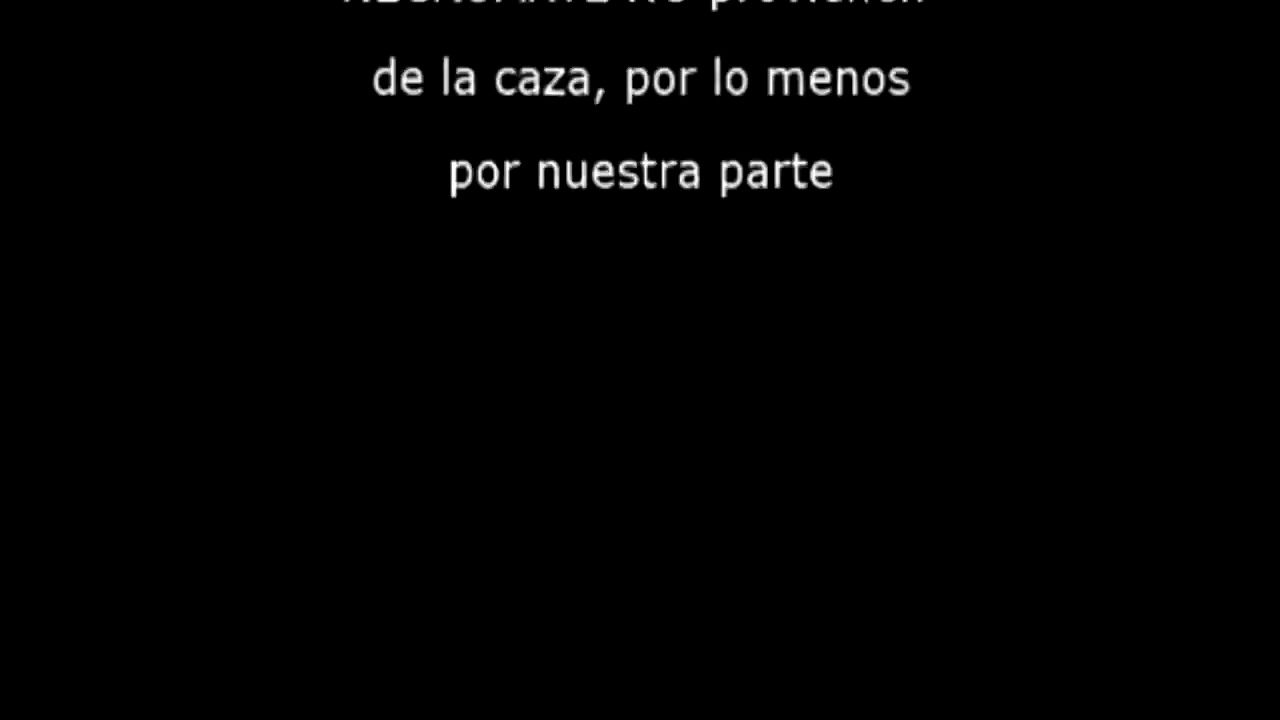 de la caza, por lo menos
por nuestra parte